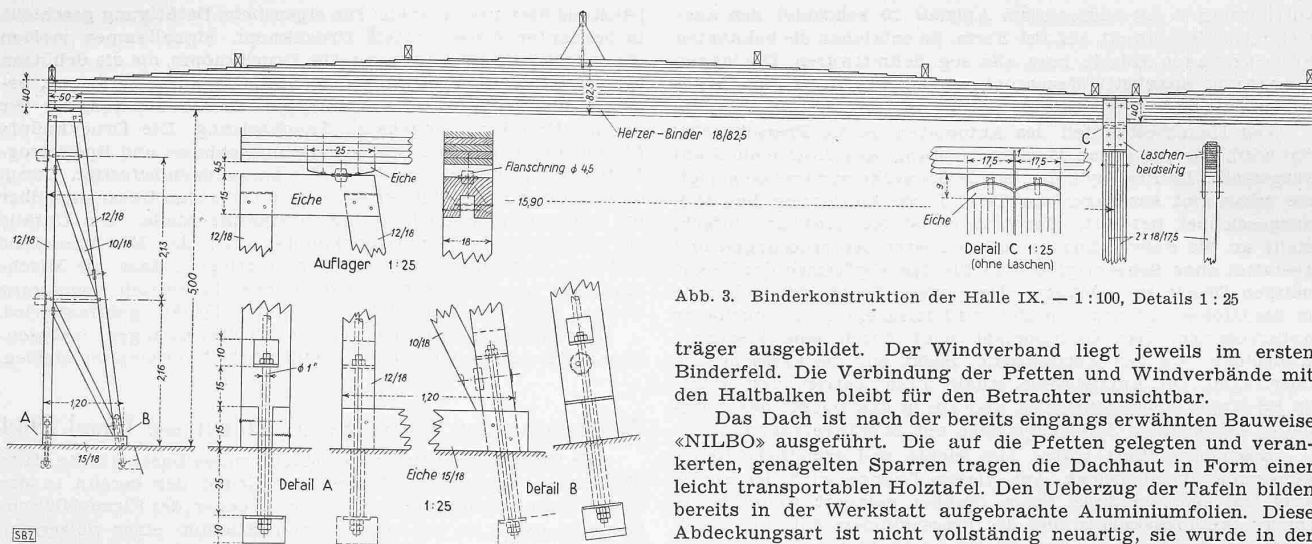 40
50
82,5
40
Hetzer-Binder 18/82,5
C
Laschen
beidseitig
25
4,5
15
Eiche
Eiche
12/18
12/18
Auflager 1:25
Flanschring φ 4,5
18
15,90
17,5
17,5
9
Eiche
Detail C 1:25
(ohne Laschen)
2×18/17,5
12/18
12/18
10/18
2,13
5,00
2,16
1,20
A
B
15/18
10
15
15
25
10
φ 1"
Detail A
12/18
1,20
10/18
Eiche 15/18
1:25
Detail B
SBZ
Abb. 3. Binderkonstruktion der Halle IX. — 1:100, Details 1:25
träger ausgebildet. Der Windverband liegt jeweils im ersten
Binderfeld. Die Verbindung der Pfetten und Windverbände mit
den Haltbalken bleibt für den Betrachter unsichtbar.
Das Dach ist nach der bereits eingangs erwähnten Bauweise
«NILBO» ausgeführt. Die auf die Pfetten gelegten und veran-
kerten, genagelten Sparren tragen die Dachhaut in Form einer
leicht transportablen Holztafel. Den Ueberzug der Tafeln bilden
bereits in der Werkstatt aufgebrachte Aluminiumfolien. Diese
Abdeckungsart ist nicht vollständig neuartig, sie wurde in der